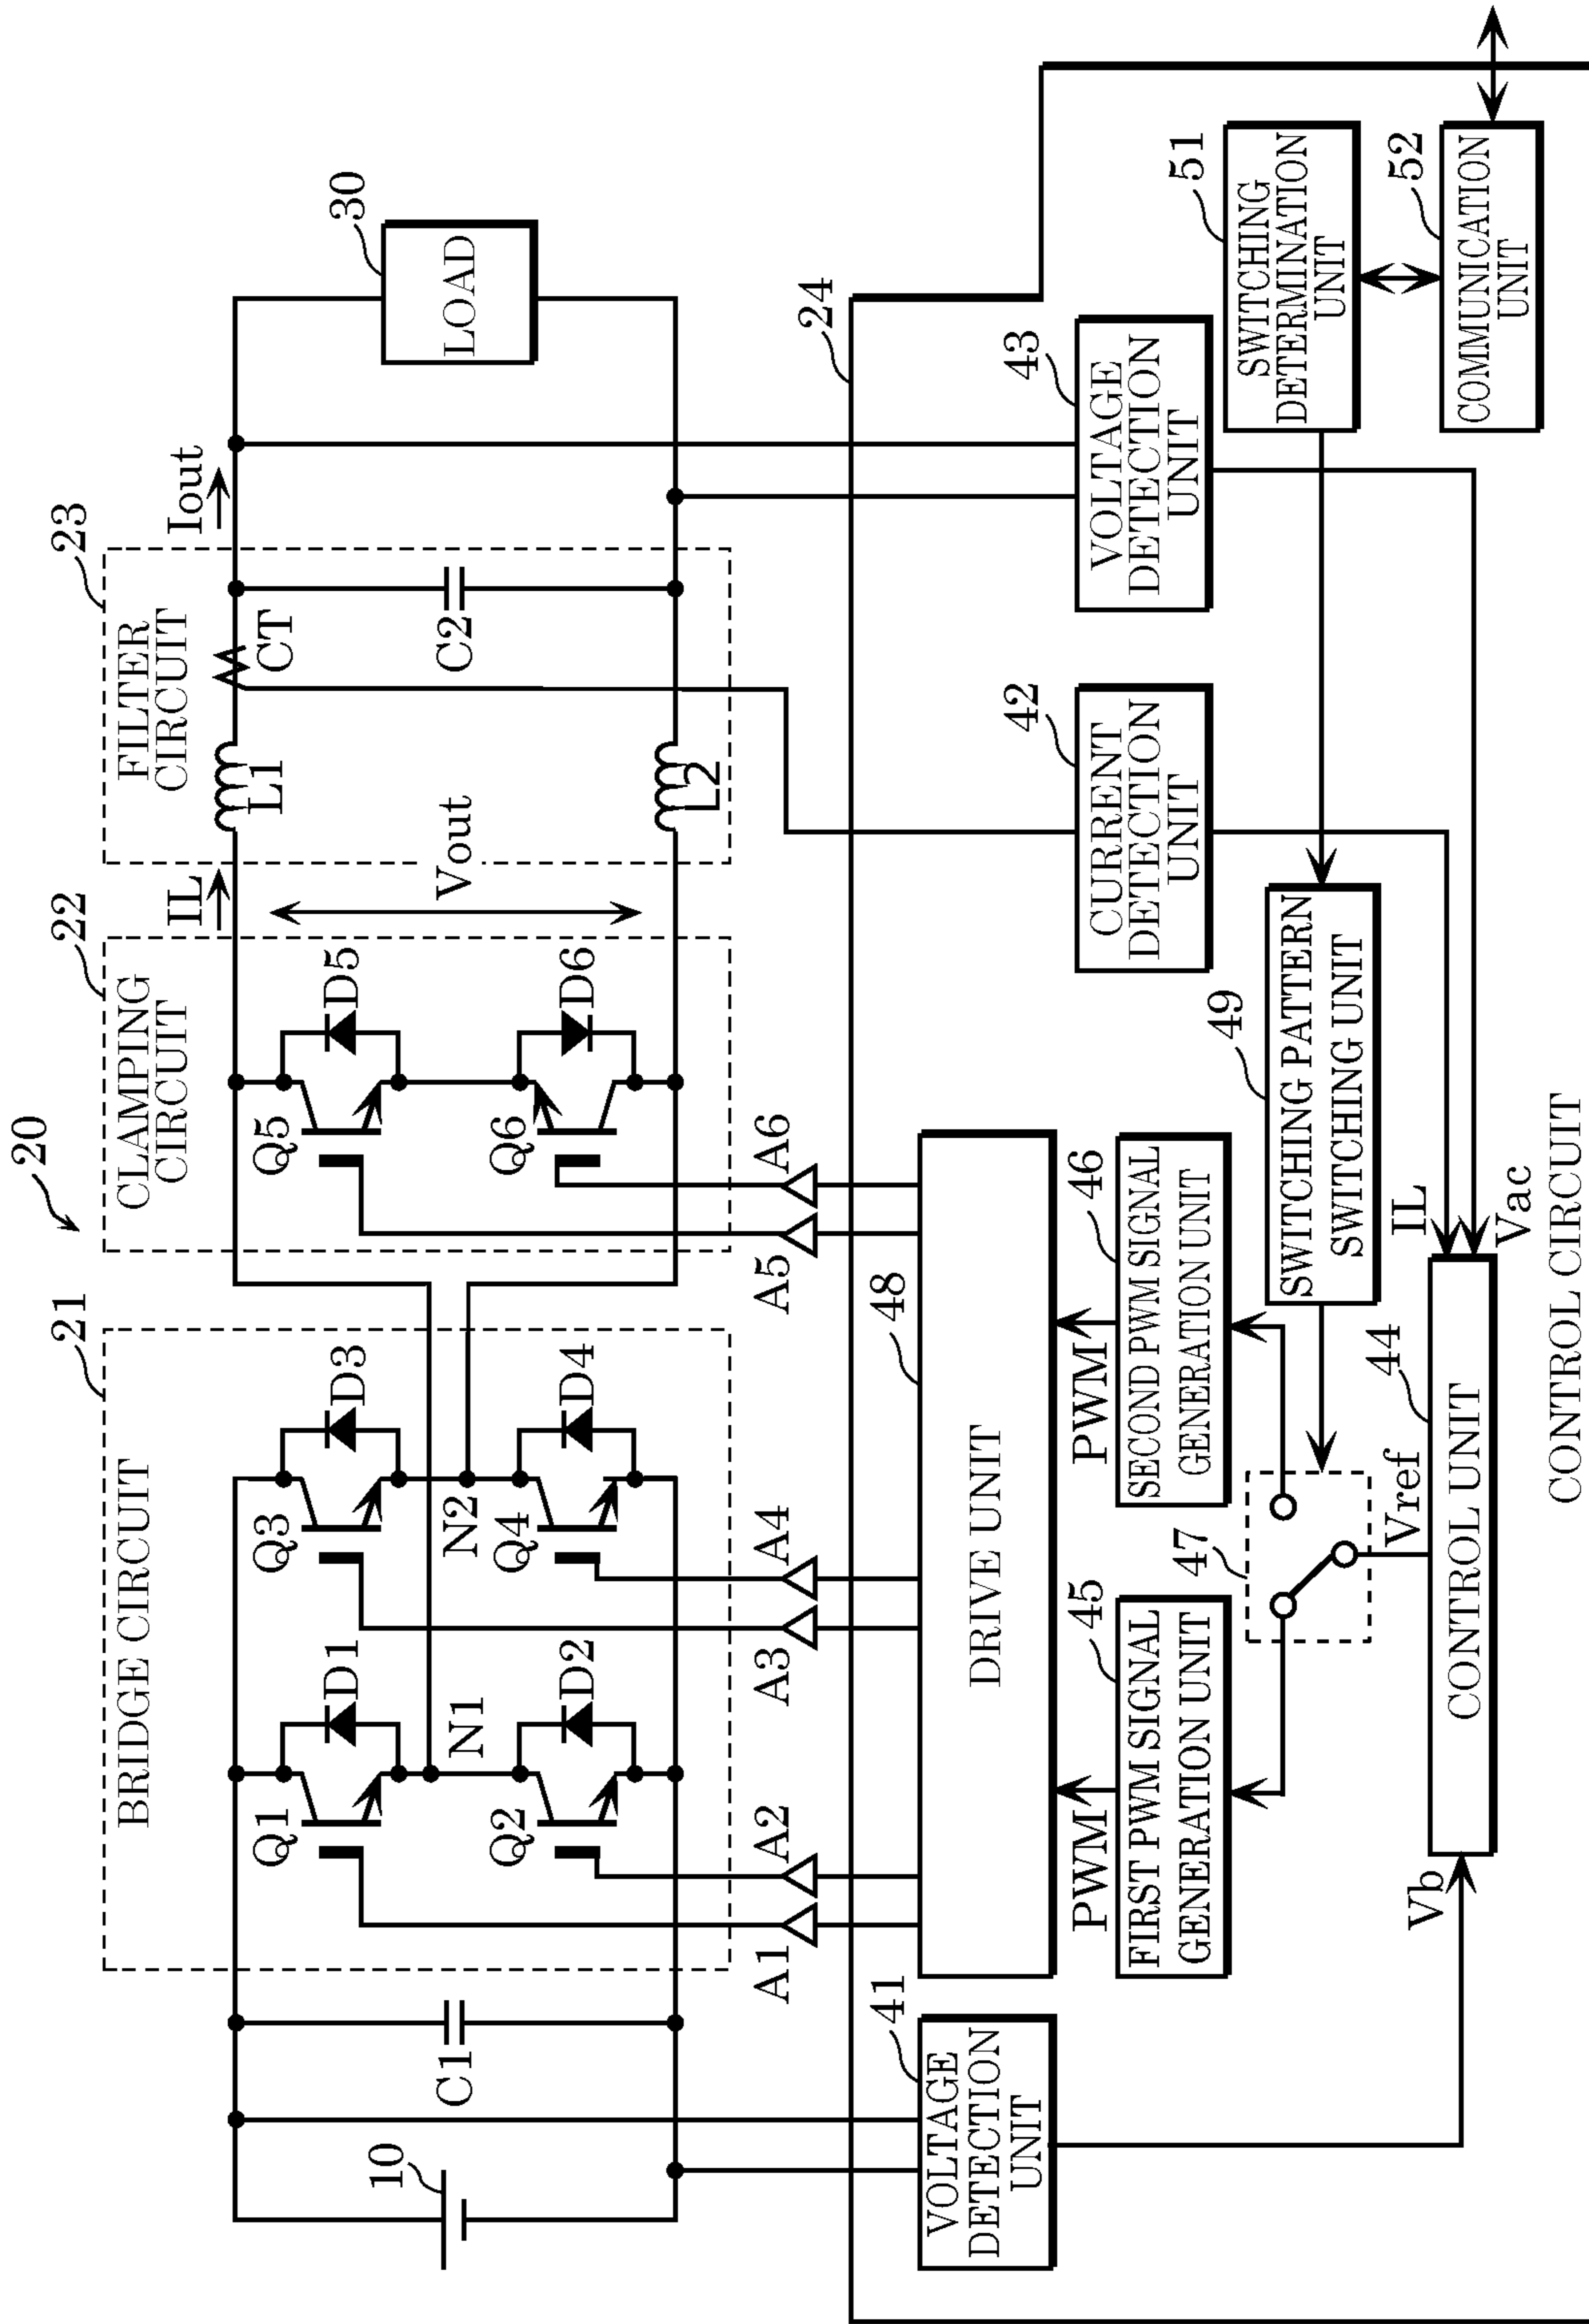 20
BRIDGE CIRCUIT
21
CLAMPING
CIRCUIT
22
FILTER
CIRCUIT
23
IL
Iout
10
C1
Q1
D1
Q3
D3
Q5
D5
L1
CT
30
LOAD
N1
N2
Vout
C2
Q2
D2
Q4
D4
Q6
D6
L2
A1
A2
A3
A4
A5
A6
24
41
VOLTAGE
DETECTION
UNIT
48
DRIVE UNIT
42
CURRENT
DETECTION
UNIT
43
VOLTAGE
DETECTION
UNIT
PWM
PWM
45
FIRST PWM SIGNAL
GENERATION UNIT
46
SECOND PWM SIGNAL
GENERATION UNIT
49
SWITCHING PATTERN
SWITCHING UNIT
51
SWITCHING
DETERMINATION
UNIT
47
Vref
Vb
44
CONTROL UNIT
IL
Vac
52
COMMUNICATION
UNIT
CONTROL CIRCUIT